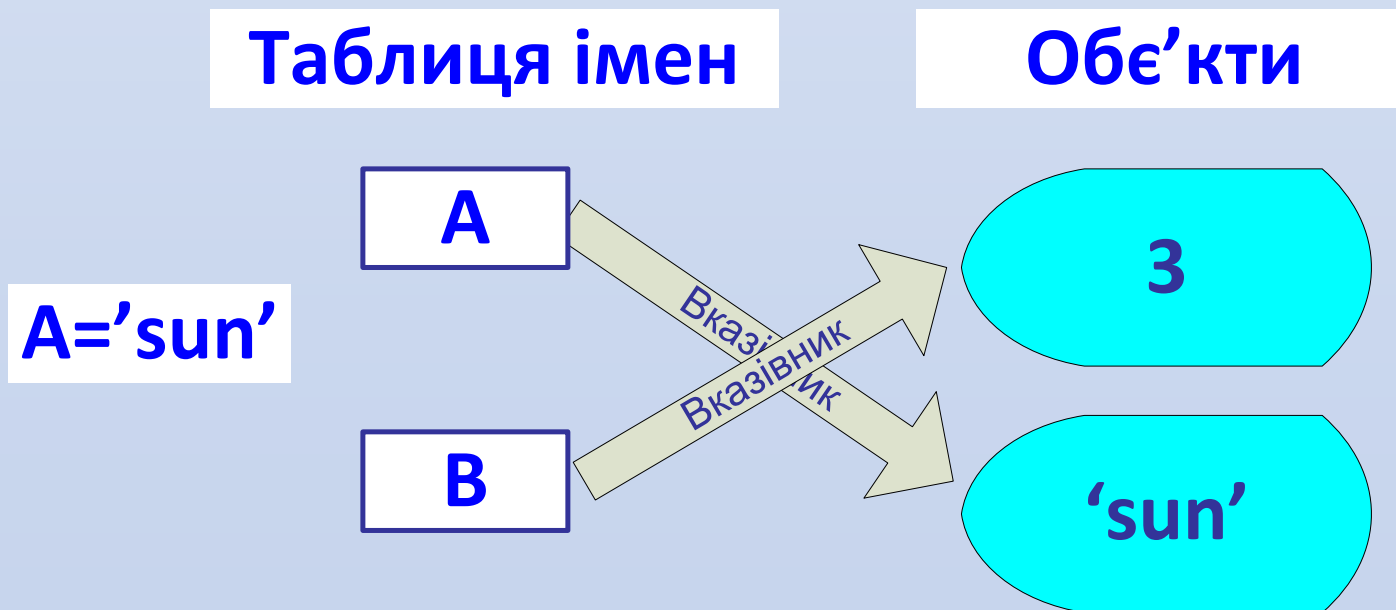 Таблиця імен
Обє’кти
A
3
A=’sun’
Вказівник
Вказівник
B
‘sun’